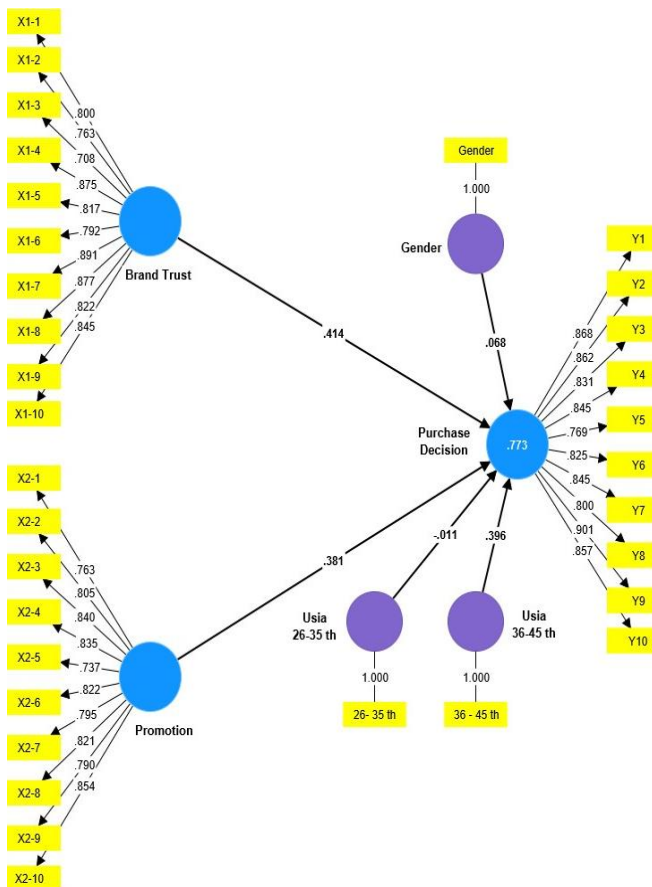 X1-1
X1-2
X1-3
X1-4
X1-5
X1-6
X1-7
X1-8
X1-9
X1-10
.800
.763
.708
.875
.817
.792
.891
.877
.822
.845
Brand Trust
.414
Gender
1.000
Gender
.068
Purchase
Decision
.773
.868
.862
.831
.845
.769
.825
.845
.800
.901
.857
Y1
Y2
Y3
Y4
Y5
Y6
Y7
Y8
Y9
Y10
X2-1
X2-2
X2-3
X2-4
X2-5
X2-6
X2-7
X2-8
X2-9
X2-10
.763
.805
.840
.835
.737
.822
.795
.821
.790
.854
Promotion
.381
-.011
.396
Usia
26-35 th
Usia
36-45 th
1.000
1.000
26- 35 th
36 - 45 th